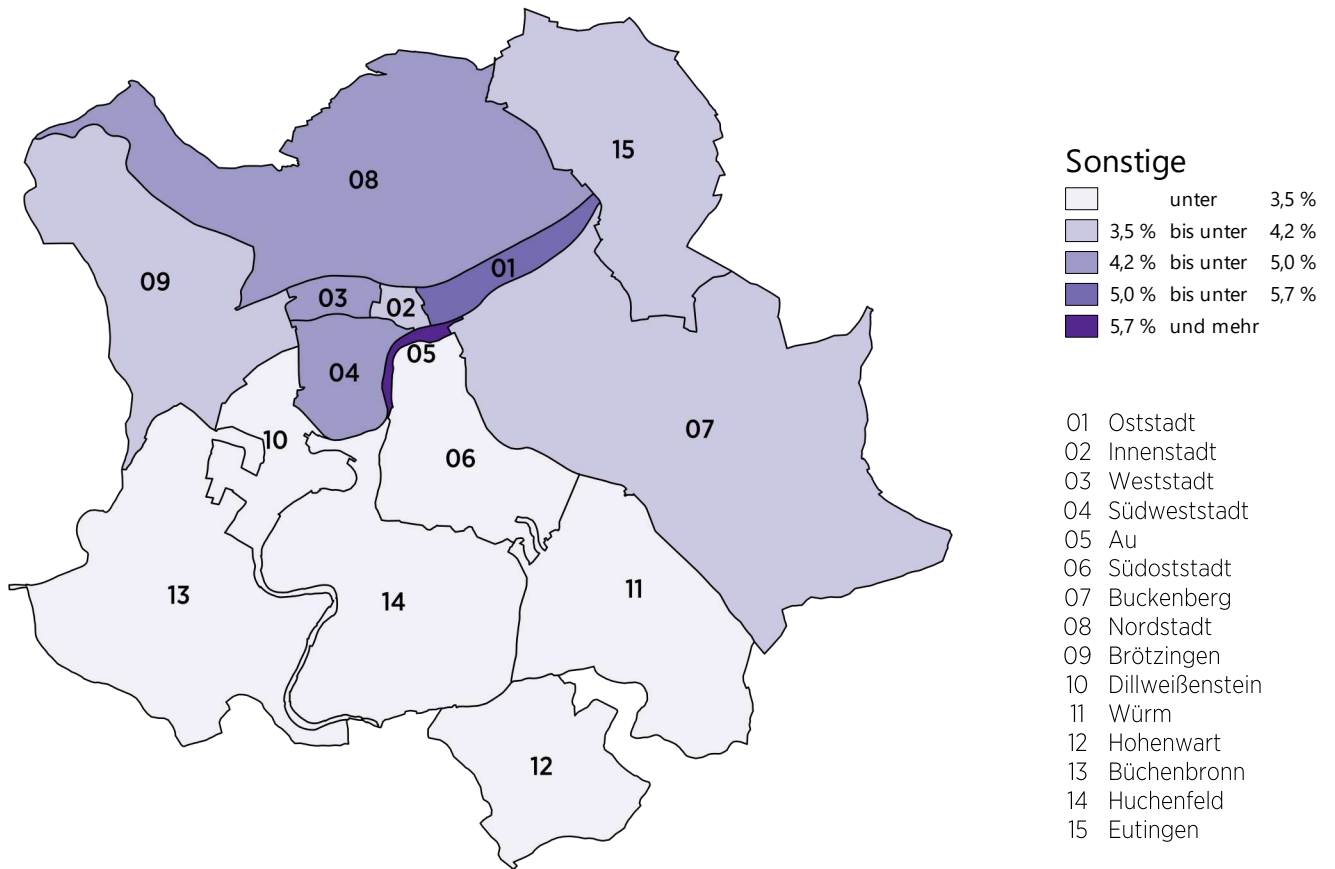 15
08
01
09
03
02
05
04
07
10
06
11
13
14
12
Sonstige
unter 3,5 %
3,5 % bis unter 4,2 %
4,2 % bis unter 5,0 %
5,0 % bis unter 5,7 %
5,7 % und mehr
01 Oststadt
02 Innenstadt
03 Weststadt
04 Südweststadt
05 Au
06 Südoststadt
07 Buckenberg
08 Nordstadt
09 Brötzingen
10 Dillweißenstein
11 Würm
12 Hohenwart
13 Büchenbronn
14 Huchenfeld
15 Eutingen